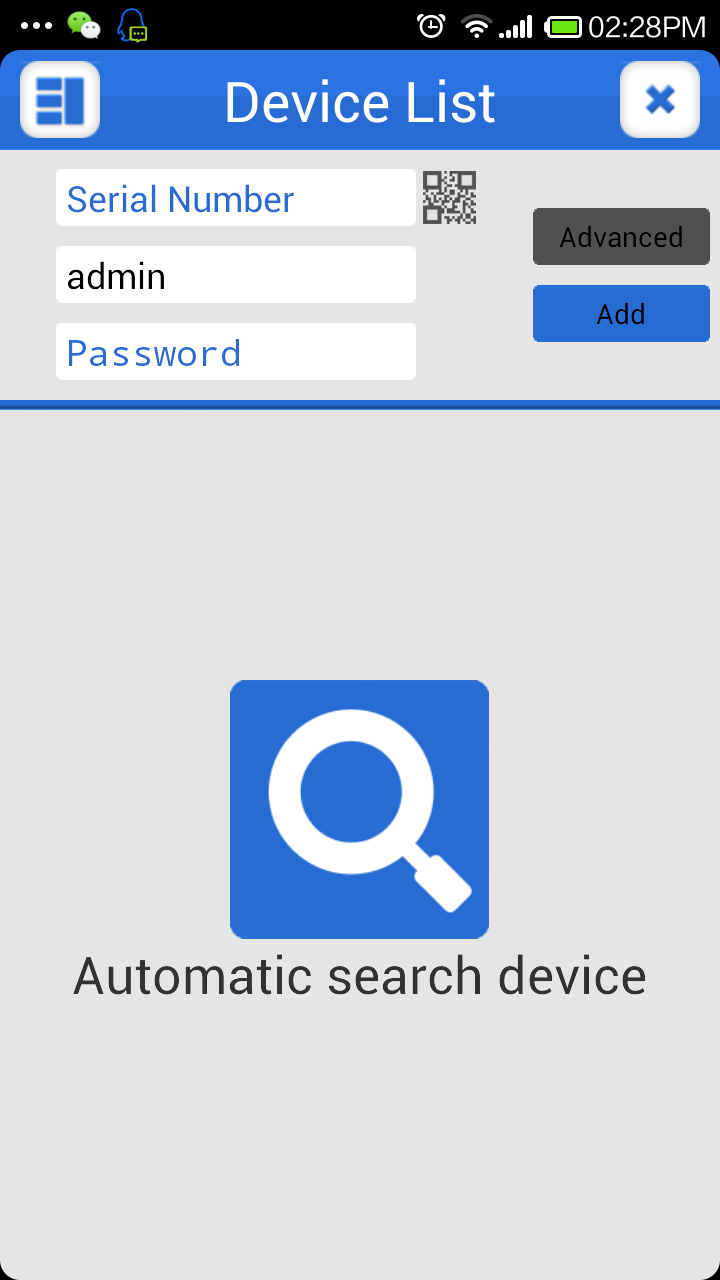 02:28PM
Device List
Serial Number
admin
Password
Advanced
Add
Automatic search device